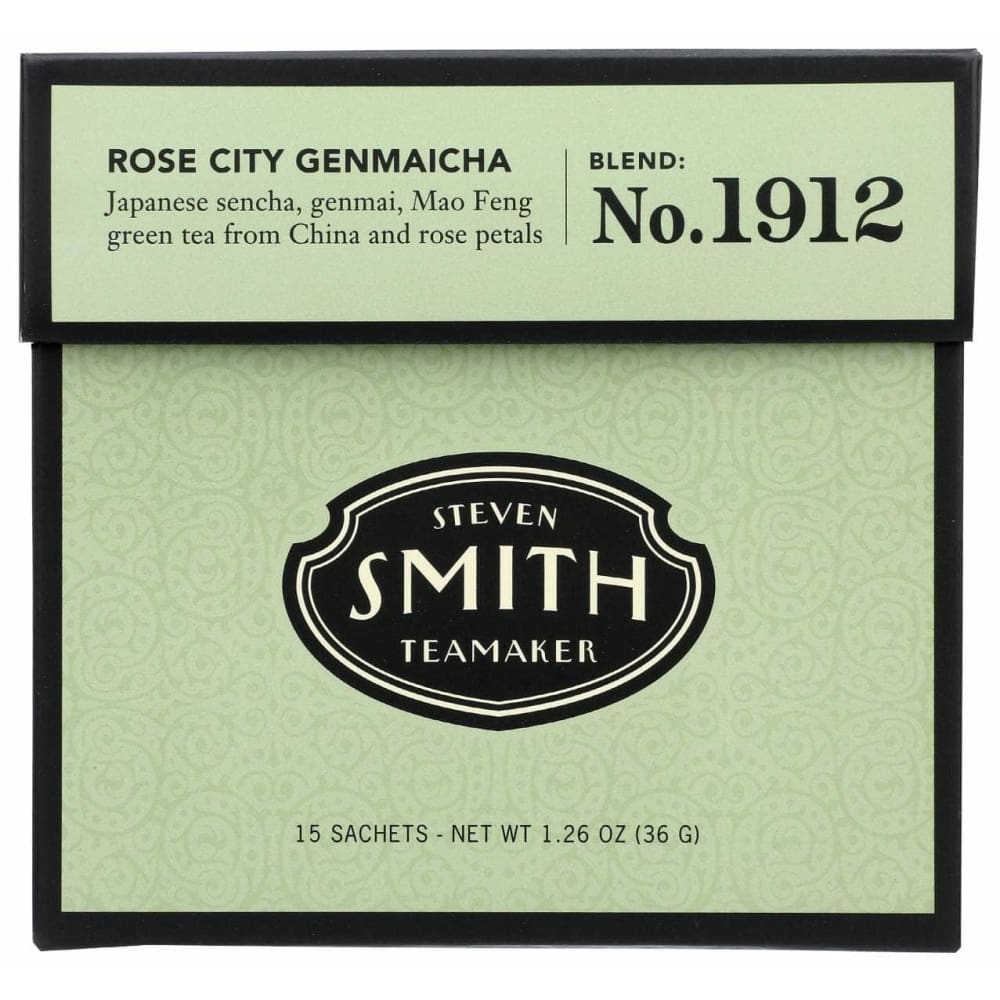 ROSE CITY GENMAICHA
Japanese sencha, genmai, Mao Feng
green tea from China and rose petals
BLEND:
No.1912
STEVEN
SMITH
TEAMAKER
15 SACHETS - NET WT 1.26 OZ (36 G)